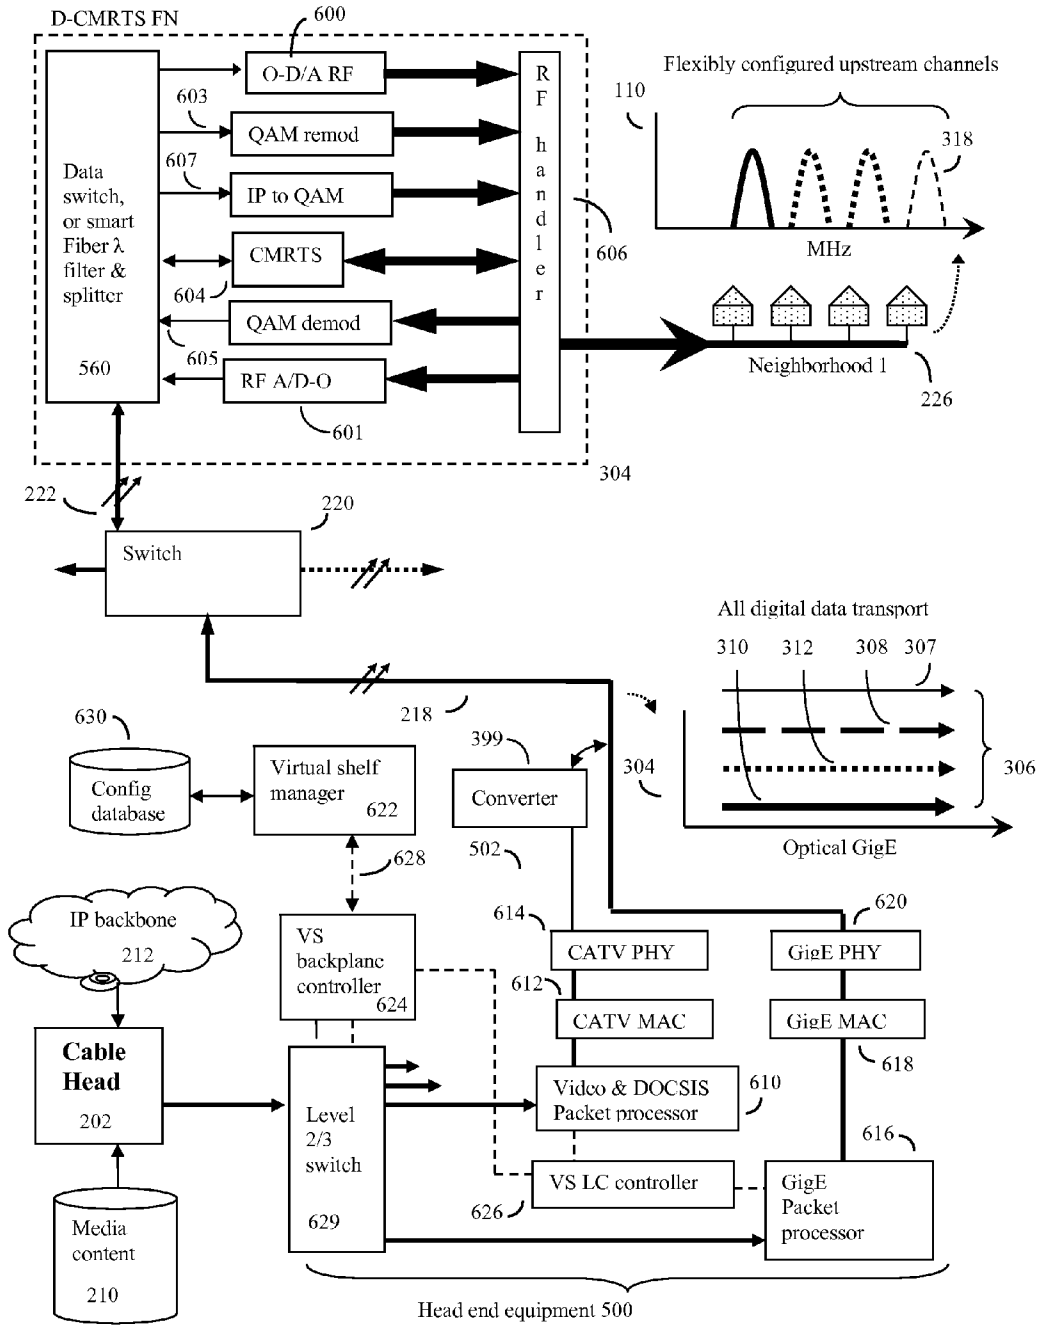 D-CMRTS FN
600
O-D/A RF
603
QAM remod
607
IP to QAM
CMRTS
604
QAM demod
605
RF A/D-O
601
Data
switch,
or smart
Fiber λ
filter &
splitter
560
RF handler
606
304
Flexibly configured upstream channels
110
318
MHz
Neighborhood 1
226
222
220
Switch
218
All digital data transport
310
312
308
307
304
306
Optical GigE
630
Config
database
Virtual shelf
manager
622
628
399
Converter
502
IP backbone
212
VS
backplane
controller
624
614
CATV PHY
612
CATV MAC
620
GigE PHY
GigE MAC
618
Cable
Head
202
Level
2/3
switch
629
Video & DOCSIS
Packet processor
610
616
VS LC controller
626
GigE
Packet
processor
Media
content
210
Head end equipment 500